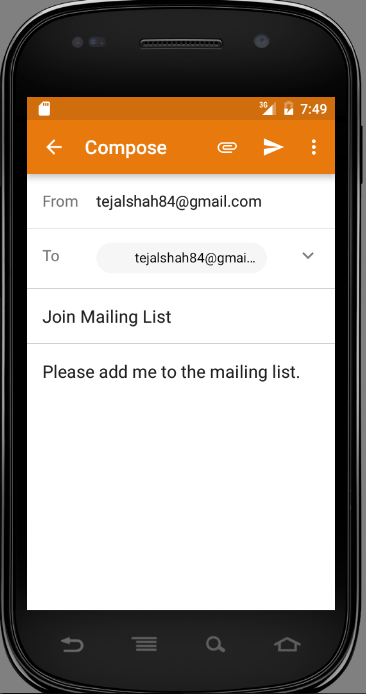 3G 7:49
Compose
From tejalshah84@gmail.com
To tejalshah84@gmai...
Join Mailing List
Please add me to the mailing list.